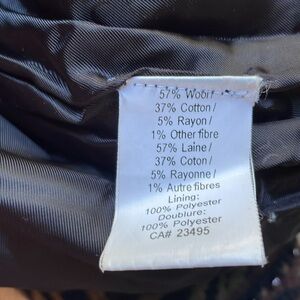 57% Wool/
37% Cotton/
5% Rayon/
1% Other fibre
57% Laine/
37% Coton/
5% Rayonne/
1% Autre fibres
Lining:
100% Polyester
Doublure:
100% Polyester
CA# 23495